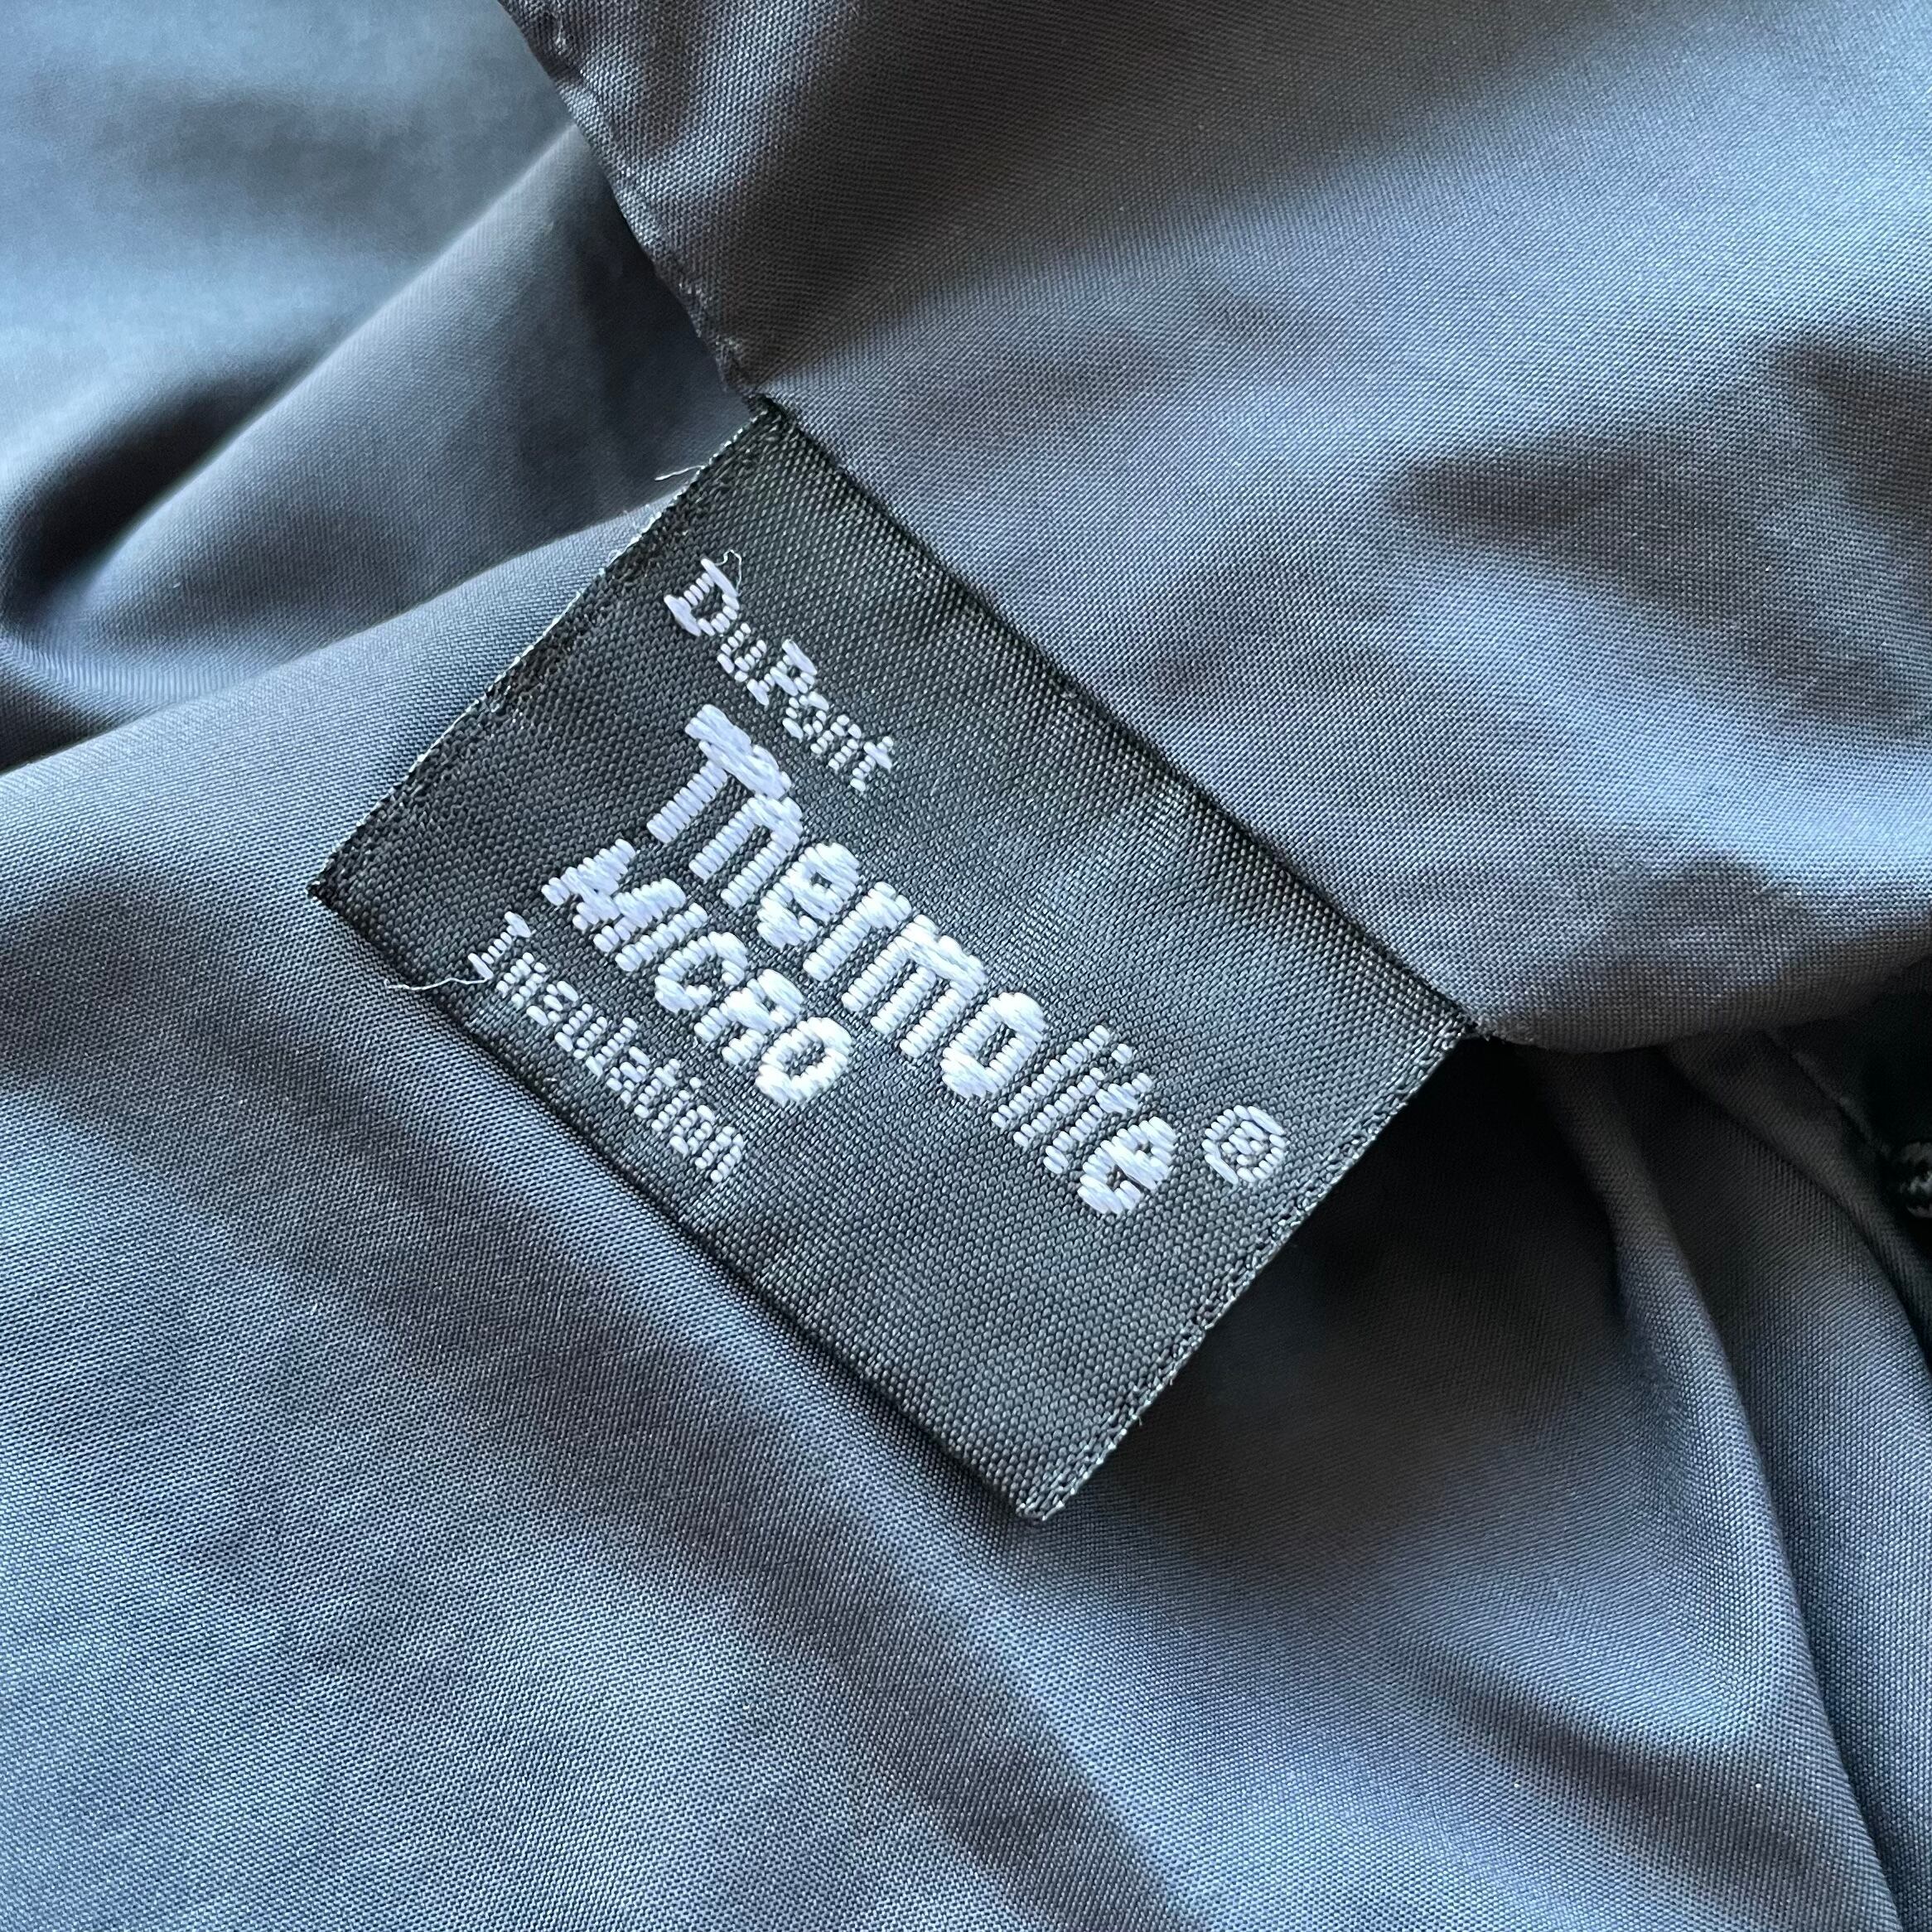 DuPont
Thermolite®
Micro
Insulation